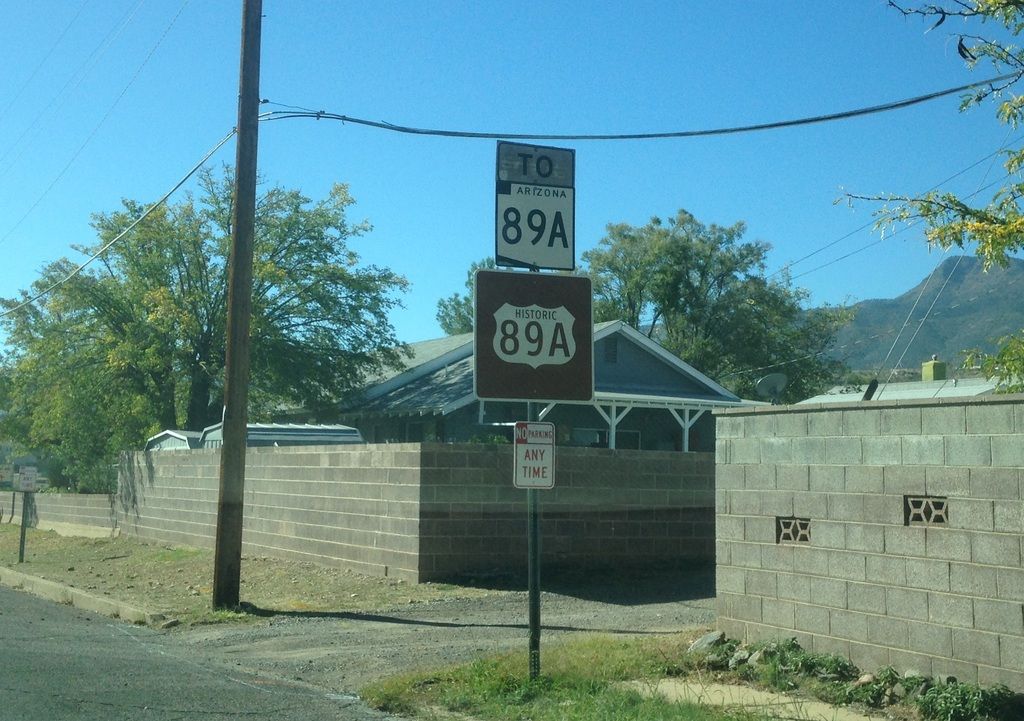 TO
ARIZONA
89A
HISTORIC
89A
NO PARKING
ANY
TIME